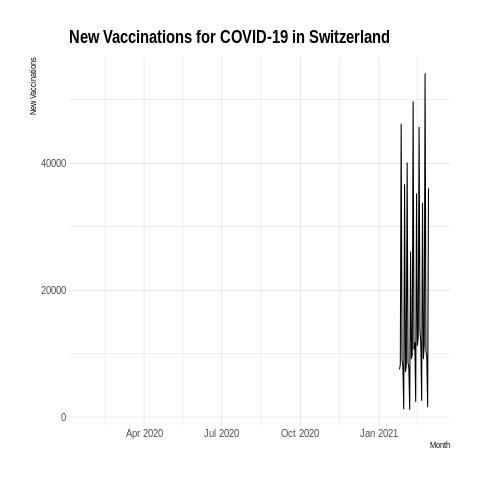 New Vaccinations for COVID-19 in Switzerland
New Vaccinations
40000
20000
0
Apr 2020 Jul 2020 Oct 2020 Jan 2021
Month